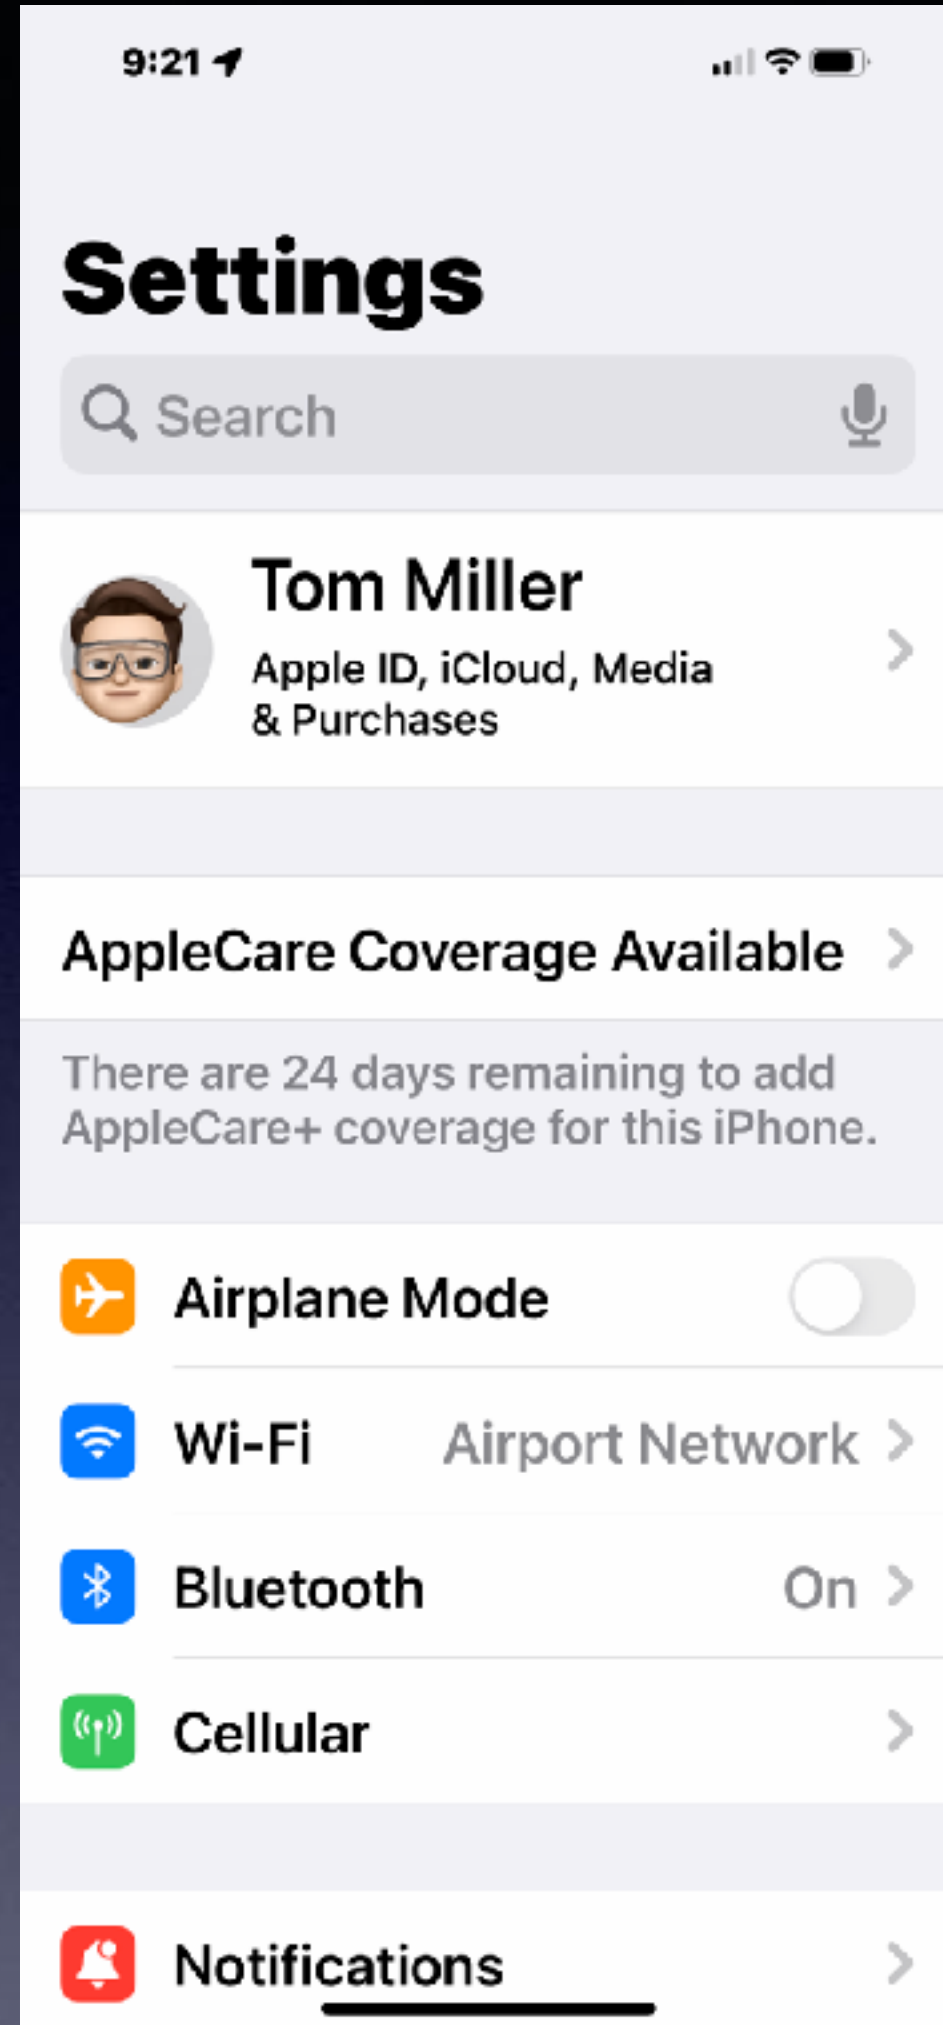 9:21
Settings
Search
Tom Miller
Apple ID, iCloud, Media
& Purchases
AppleCare Coverage Available
There are 24 days remaining to add
AppleCare+ coverage for this iPhone.
Airplane Mode
Wi-Fi Airport Network
Bluetooth On
Cellular
Notifications